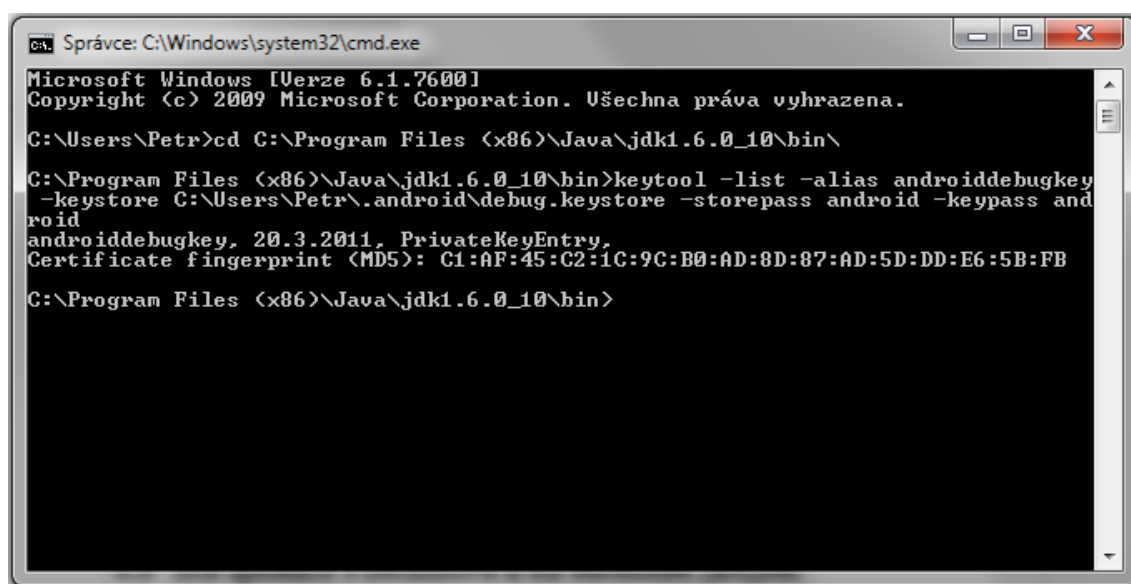 Správce: C:\Windows\system32\cmd.exe
Microsoft Windows [Verze 6.1.7600]
Copyright (c) 2009 Microsoft Corporation. Všechna práva vyhrazena.
C:\Users\Petr>cd C:\Program Files (x86)\Java\jdk1.6.0_10\bin\
C:\Program Files (x86)\Java\jdk1.6.0_10\bin>keytool -list -alias androiddebugkey
-keystore C:\Users\Petr\.android\debug.keystore -storepass android -keypass and
roid
androiddebugkey, 20.3.2011, PrivateKeyEntry,
Certificate fingerprint (MD5): C1:AF:45:C2:1C:9C:B0:AD:8D:87:AD:5D:DD:E6:5B:FB
C:\Program Files (x86)\Java\jdk1.6.0_10\bin>